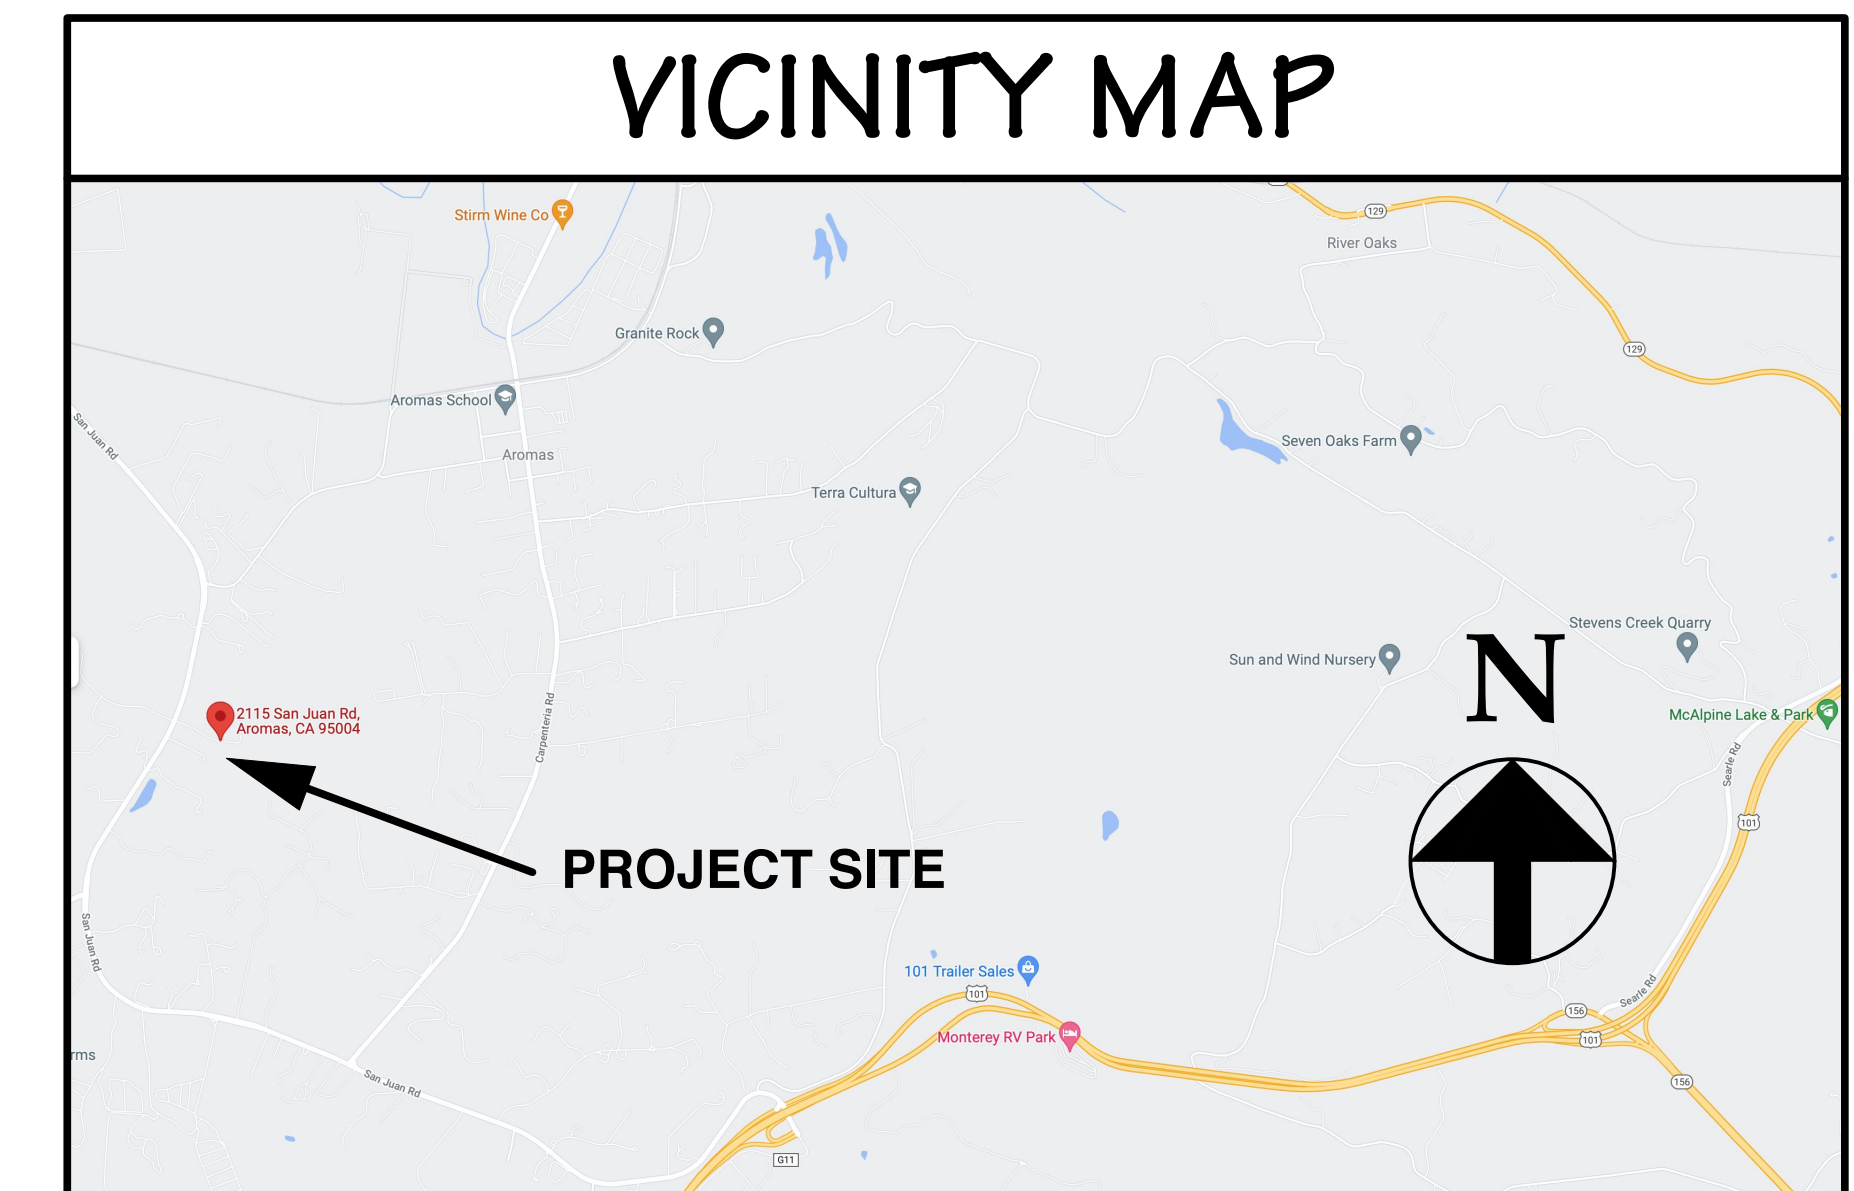 VICINITY MAP
Stirm Wine Co
129
River Oaks
Granite Rock
129
Aromas School
San Juan Rd
Aromas
Seven Oaks Farm
Terra Cultura
Stevens Creek Quarry
N
Sun and Wind Nursery
2115 San Juan Rd,
Aromas, CA 95004
McAlpine Lake & Park
Carpenteria Rd
Searle Rd
101
PROJECT SITE
San Juan Rd
101 Trailer Sales
101
Searle Rd
156
Monterey RV Park
101
rms
San Juan Rd
156
G11